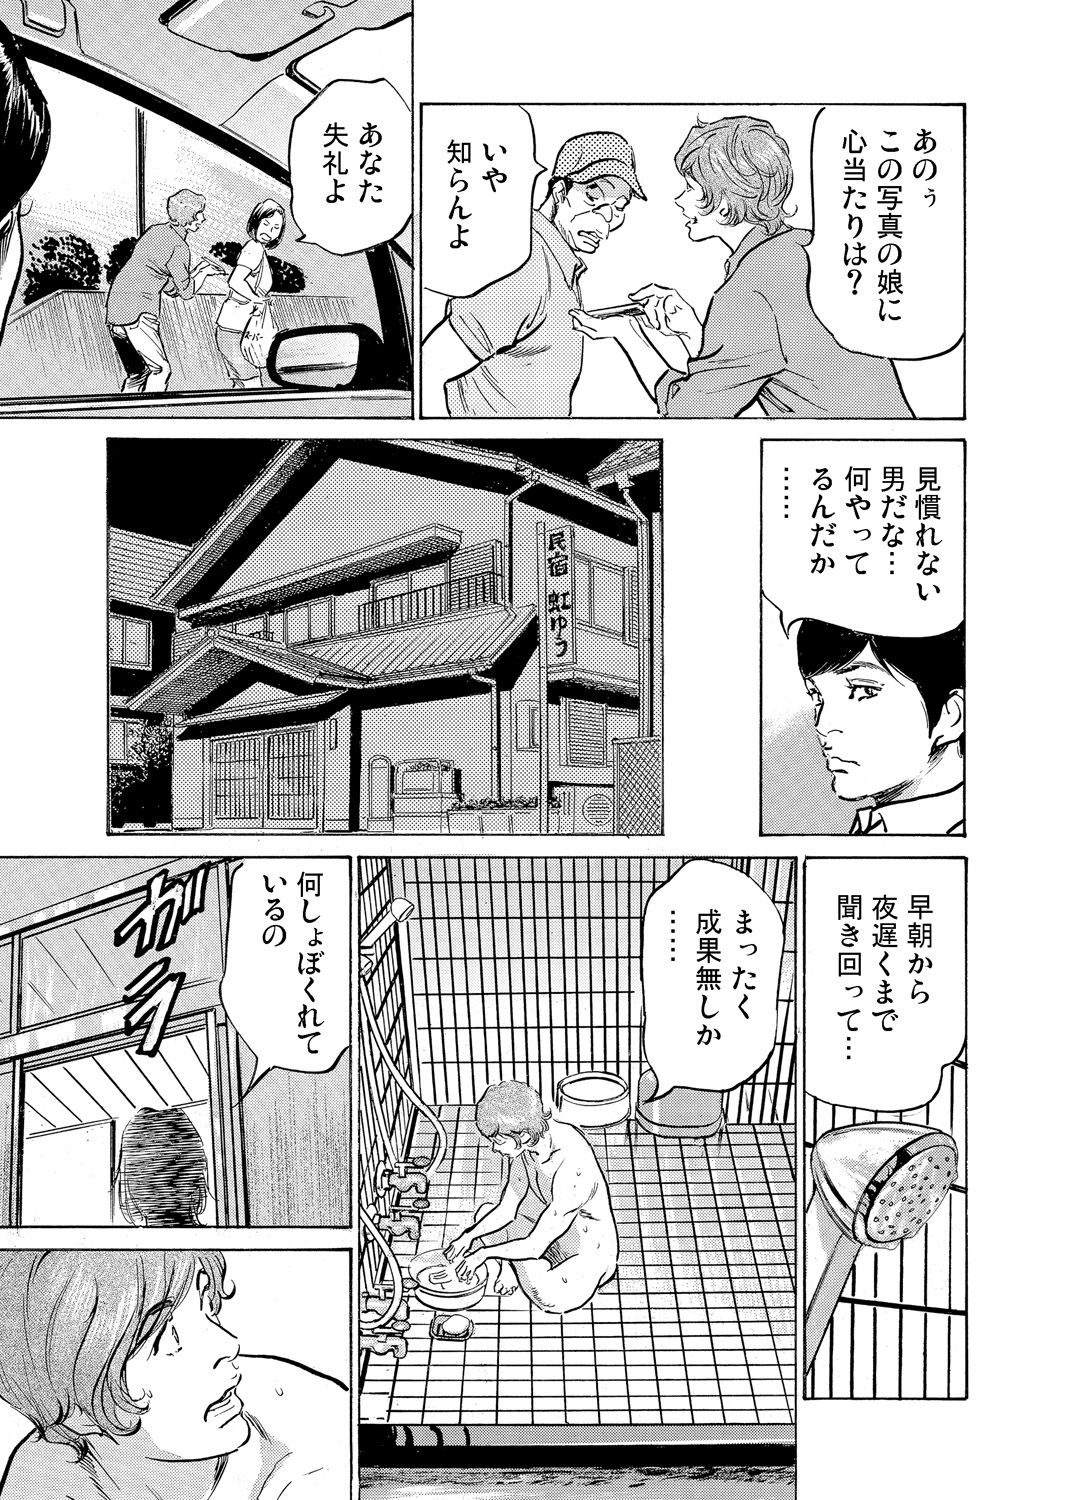 あのぅ
この写真の娘に
心当たりは？
いや
知らんよ
あなた
失礼よ
スーパー
見慣れない
男だな…
何やって
るんだか
……
民宿 虹ゆう
早朝から
夜遅くまで
聞き回って…
まったく
成果無しか
……
ガラ
何しょぼくれて
いるの